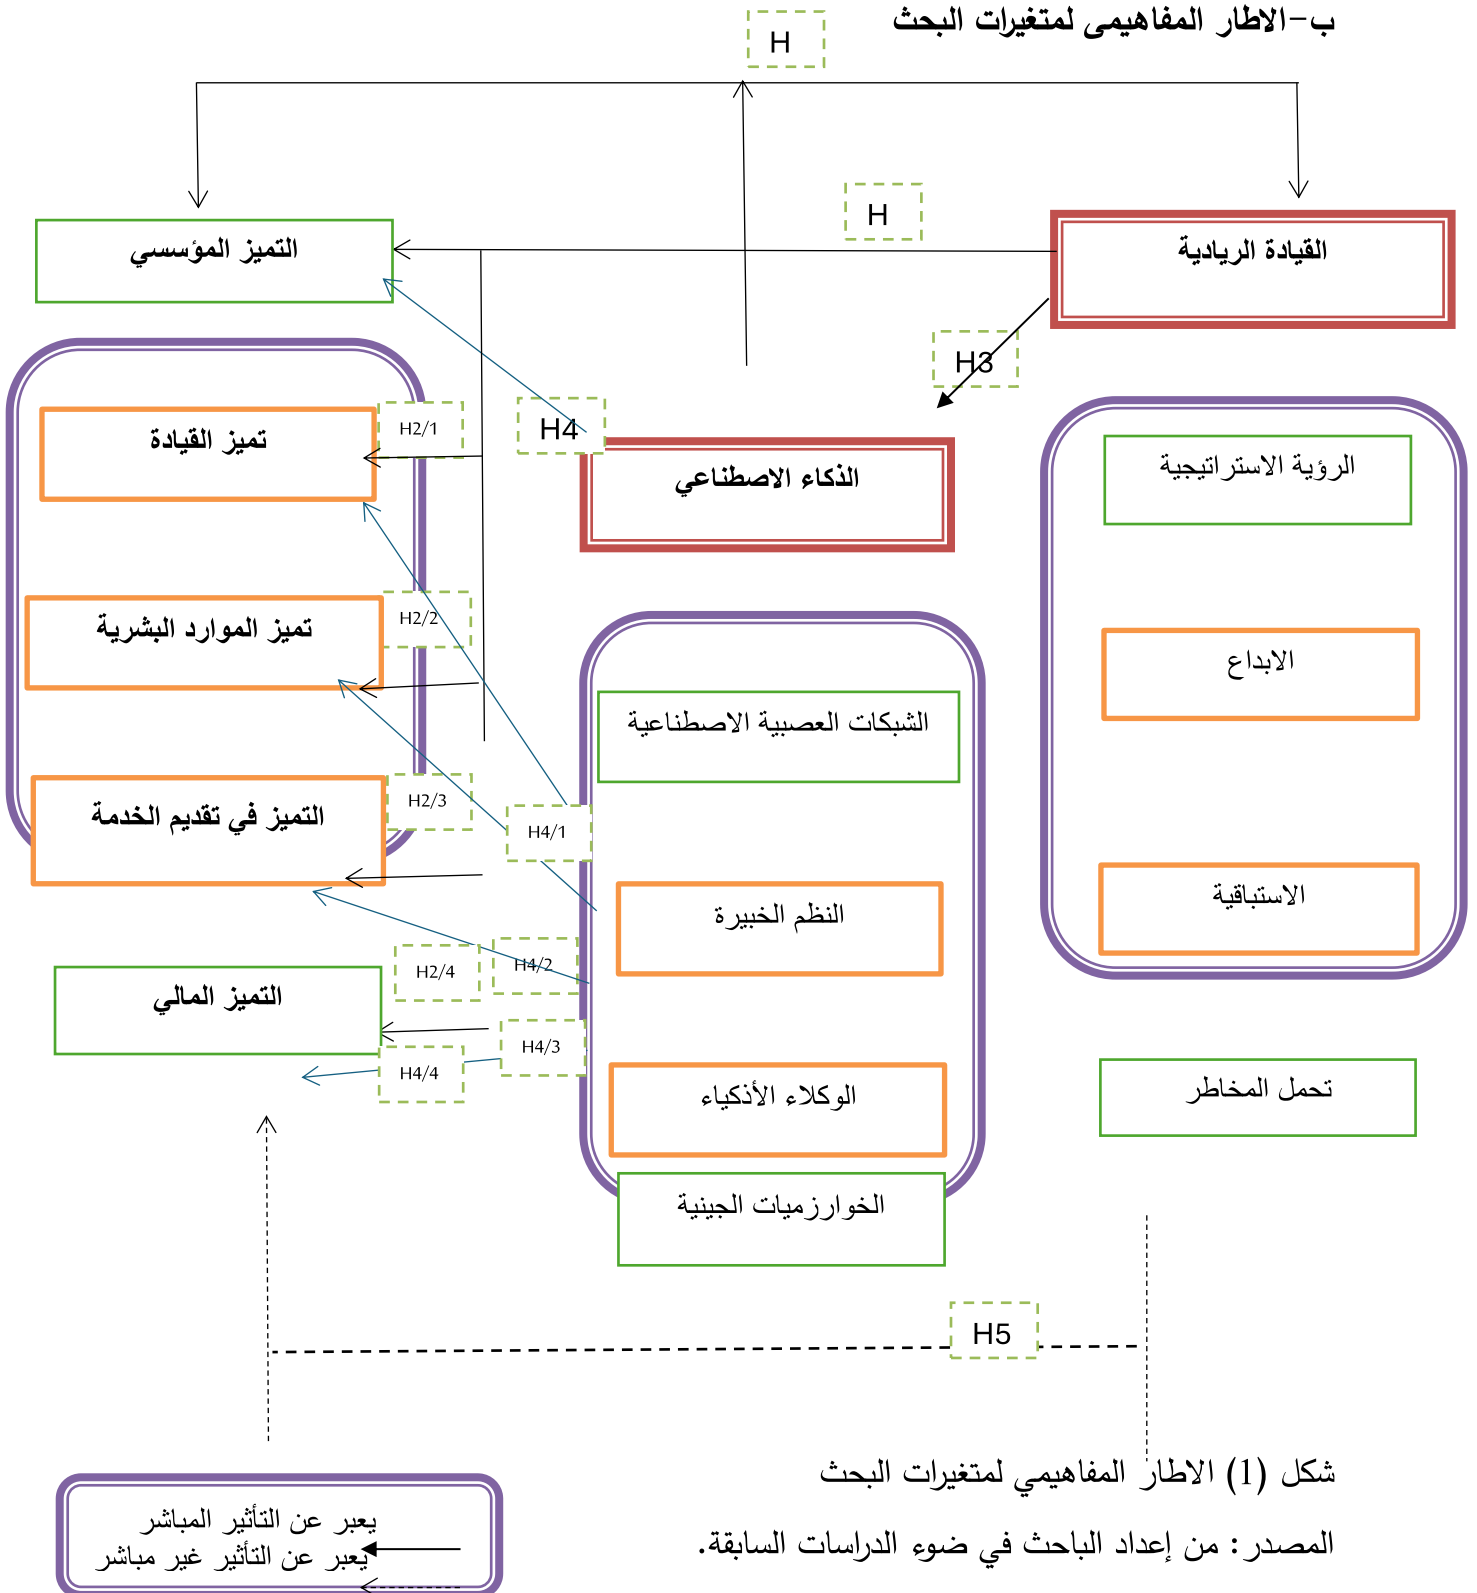 ب-الاطار المفاهيمى لمتغيرات البحث
H
H
القيادة الريادية
التميز المؤسسي
H3
H4
الذكاء الاصطناعي
H2/1
تميز القيادة
الرؤية الاستراتيجية
H2/2
تميز الموارد البشرية
الابداع
الشبكات العصبية الاصطناعية
H2/3
التميز في تقديم الخدمة
H4/1
النظم الخبيرة
الاستباقية
H2/4
H4/2
التميز المالي
H4/3
H4/4
الوكلاء الأذكياء
تحمل المخاطر
الخوارزميات الجينية
H5
شكل (1) الاطار المفاهيمي لمتغيرات البحث
المصدر: من إعداد الباحث في ضوء الدراسات السابقة.
يعبر عن التأثير المباشر
يعبر عن التأثير غير مباشر